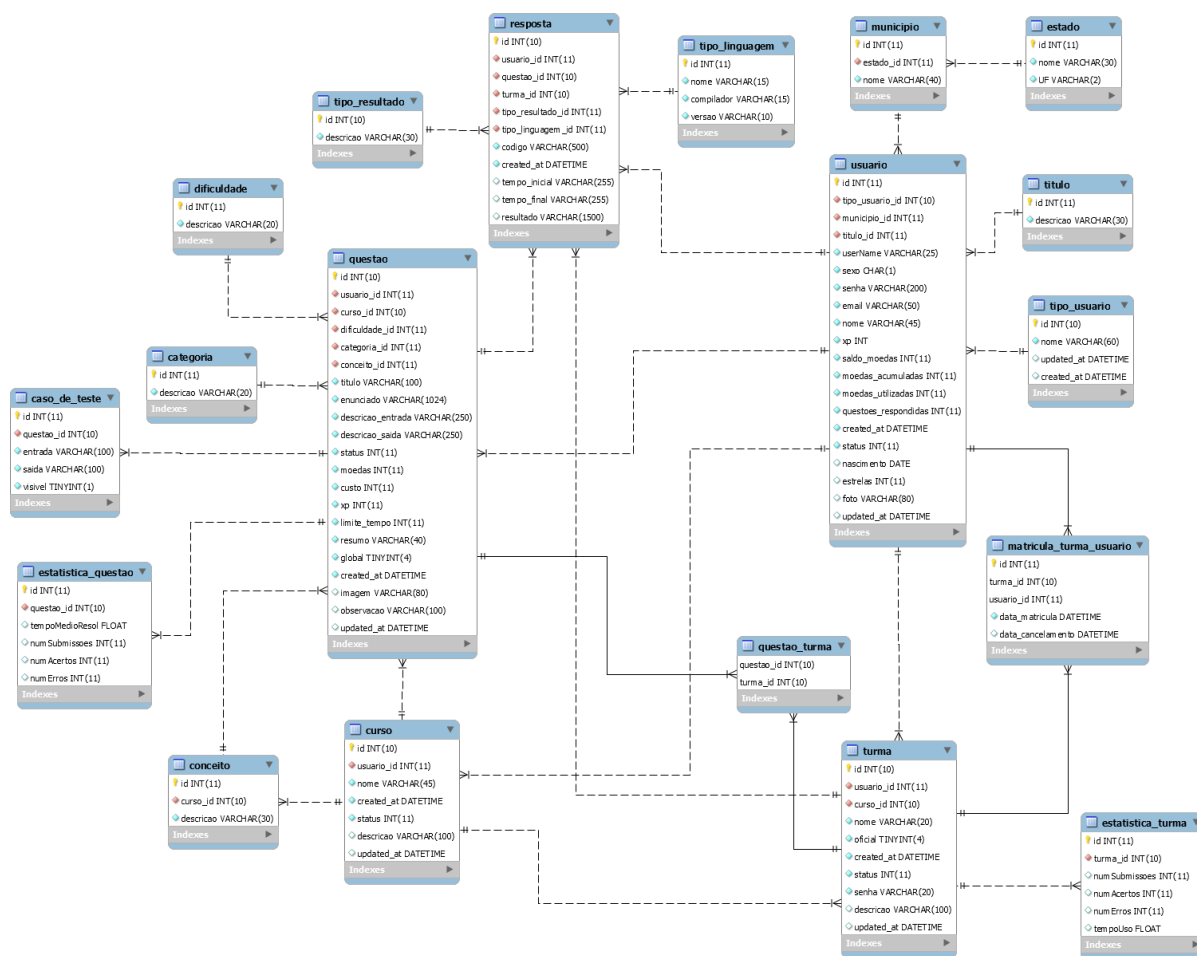 resposta
id INT(10)
usuario_id INT(11)
questao_id INT(10)
turma_id INT(10)
tipo_resultado_id INT(11)
tipo_linguagem_id INT(11)
codigo VARCHAR(500)
created_at DATETIME
tempo_inicial VARCHAR(255)
tempo_final VARCHAR(255)
resultado VARCHAR(1500)
Indexes
tipo_linguagem
id INT(11)
nome VARCHAR(15)
compilador VARCHAR(15)
versao VARCHAR(10)
Indexes
municipio
id INT(11)
estado_id INT(11)
nome VARCHAR(40)
Indexes
estado
id INT(11)
nome VARCHAR(30)
UF VARCHAR(2)
Indexes
tipo_resultado
id INT(10)
descricao VARCHAR(30)
Indexes
dificuldade
id INT(11)
descricao VARCHAR(20)
Indexes
usuario
id INT(11)
tipo_usuario_id INT(10)
municipio_id INT(11)
titulo_id INT(11)
userName VARCHAR(25)
sexo CHAR(1)
senha VARCHAR(200)
email VARCHAR(50)
nome VARCHAR(45)
xp INT
saldo_moedas INT(11)
moedas_acumuladas INT(11)
moedas_utilizadas INT(11)
questoes_respondidas INT(11)
created_at DATETIME
status INT(11)
nascimento DATE
estrelas INT(11)
foto VARCHAR(80)
updated_at DATETIME
Indexes
titulo
id INT(11)
descricao VARCHAR(30)
Indexes
tipo_usuario
id INT(10)
nome VARCHAR(60)
updated_at DATETIME
created_at DATETIME
Indexes
questao
id INT(10)
usuario_id INT(11)
curso_id INT(10)
dificuldade_id INT(11)
categoria_id INT(11)
conceito_id INT(11)
titulo VARCHAR(100)
enunciado VARCHAR(1024)
descricao_entrada VARCHAR(250)
descricao_saida VARCHAR(250)
status INT(11)
moedas INT(11)
custo INT(11)
xp INT(11)
limite_tempo INT(11)
resumo VARCHAR(40)
global TINYINT(4)
created_at DATETIME
imagem VARCHAR(80)
observacao VARCHAR(100)
updated_at DATETIME
Indexes
categoria
id INT(11)
descricao VARCHAR(20)
Indexes
caso_de_teste
id INT(11)
questao_id INT(10)
entrada VARCHAR(100)
saida VARCHAR(100)
visivel TINYINT(1)
Indexes
estatistica_questao
id INT(11)
questao_id INT(10)
tempoMedioResol FLOAT
numSubmissoes INT(11)
numAcertos INT(11)
numErros INT(11)
Indexes
matricula_turma_usuario
id INT(11)
turma_id INT(10)
usuario_id INT(11)
data_matricula DATETIME
data_cancelamento DATETIME
Indexes
questao_turma
questao_id INT(10)
turma_id INT(10)
Indexes
conceito
id INT(11)
curso_id INT(10)
descricao VARCHAR(30)
Indexes
curso
id INT(10)
usuario_id INT(11)
nome VARCHAR(45)
created_at DATETIME
status INT(11)
descricao VARCHAR(100)
updated_at DATETIME
Indexes
turma
id INT(10)
usuario_id INT(11)
curso_id INT(10)
nome VARCHAR(20)
oficial TINYINT(4)
created_at DATETIME
status INT(11)
senha VARCHAR(20)
descricao VARCHAR(100)
updated_at DATETIME
Indexes
estatistica_turma
id INT(11)
turma_id INT(10)
numSubmissoes INT(11)
numAcertos INT(11)
numErros INT(11)
tempoUso FLOAT
Indexes